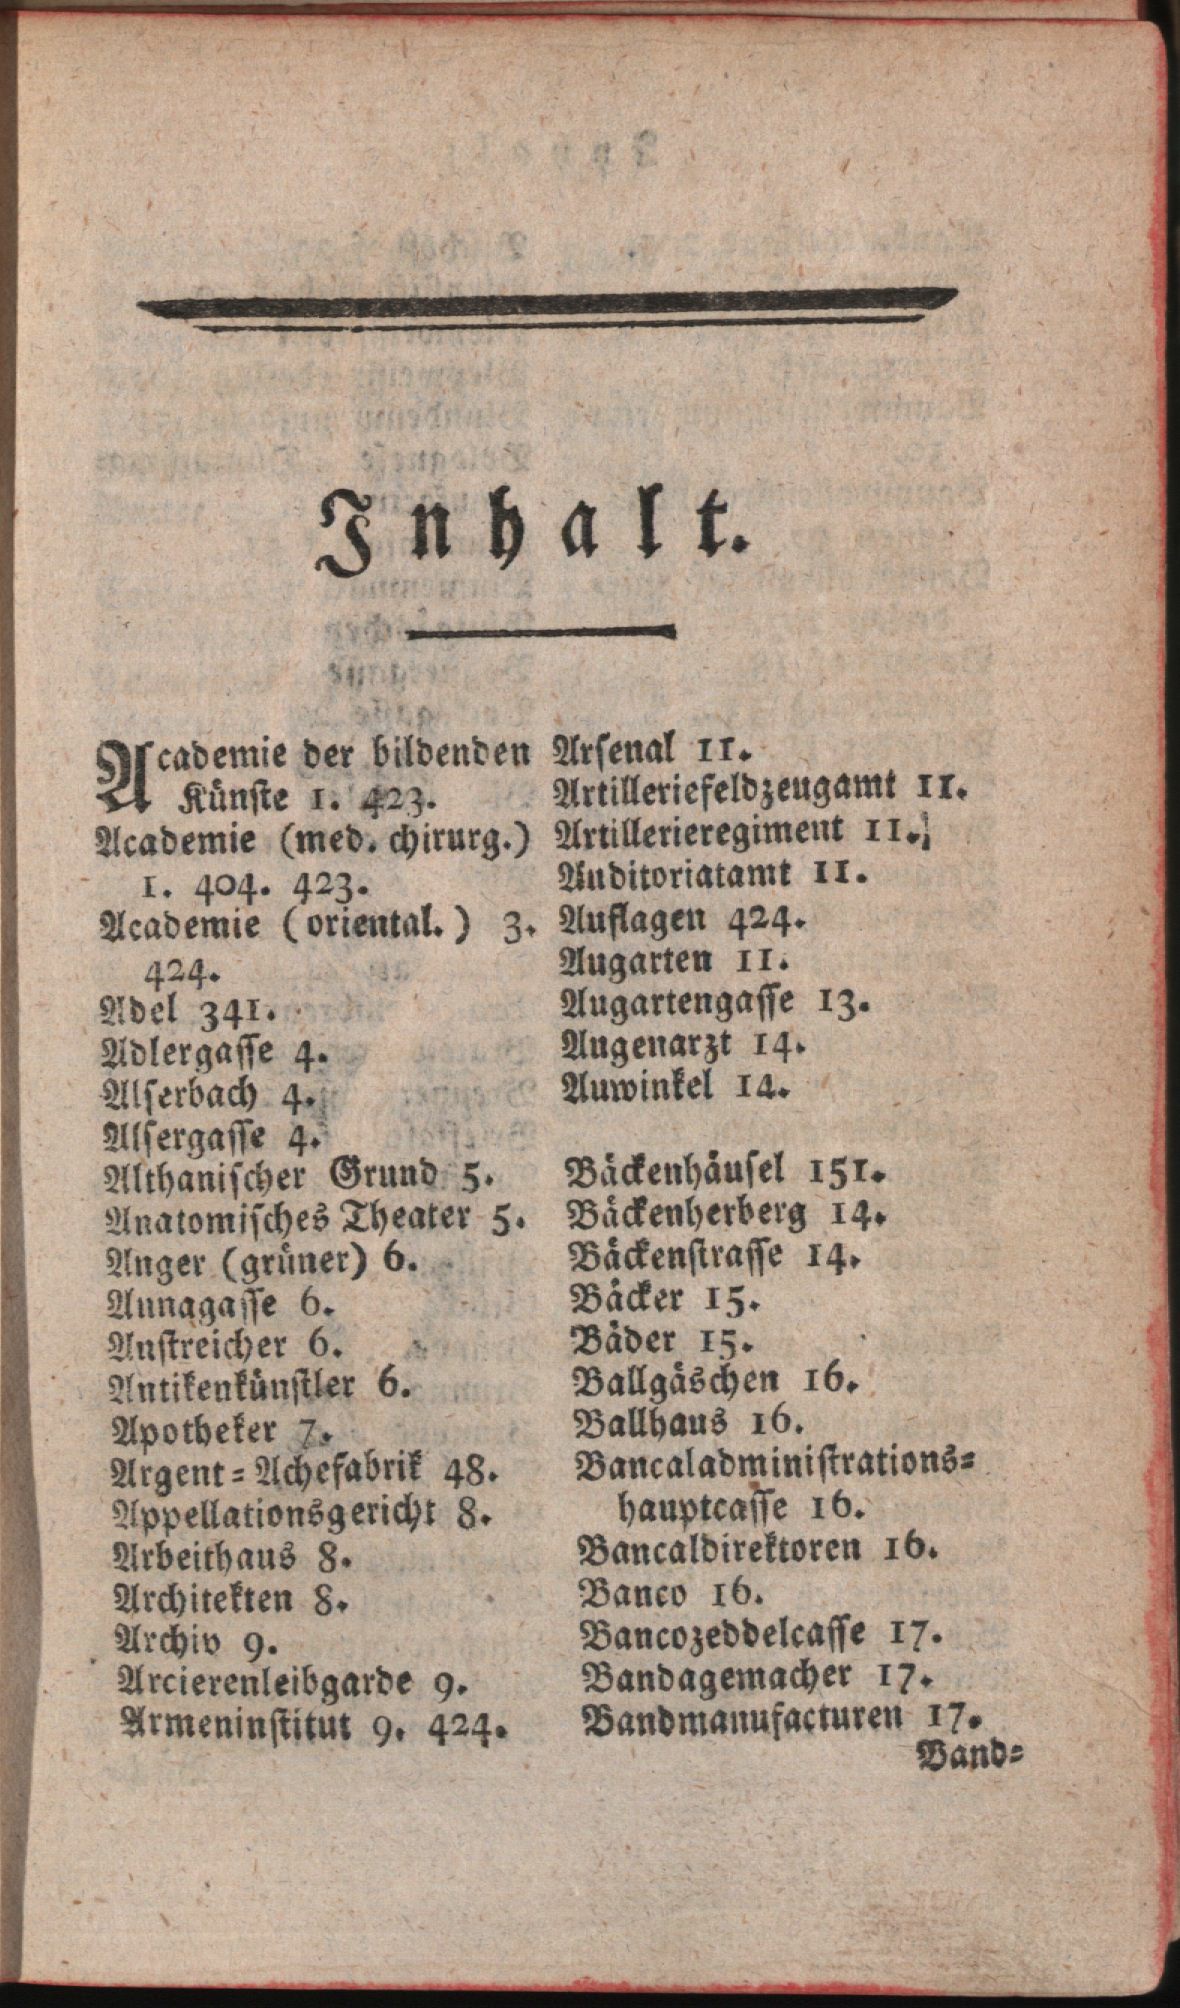 Inhalt.
Academie der bildenden
Künste 1. 423.
Academie (med. chirurg.)
1. 404. 423.
Academie (oriental.) 3.
424.
Adel 341.
Adlergasse 4.
Alserbach 4.
Alsergasse 4.
Althanischer Grund 5.
Anatomisches Theater 5.
Anger (grüner) 6.
Annagasse 6.
Anstreicher 6.
Antikenkünstler 6.
Apotheker 7.
Argent=Achefabrik 48.
Appellationsgericht 8.
Arbeithaus 8.
Architekten 8.
Archiv 9.
Arcierenleibgarde 9.
Armeninstitut 9. 424.
Arsenal 11.
Artilleriefeldzeugamt 11.
Artillerieregiment 11.
Auditoriatamt 11.
Auflagen 424.
Augarten 11.
Augartengasse 13.
Augenarzt 14.
Auwinkel 14.
Bäckenhäusel 151.
Bäckenherberg 14.
Bäckenstrasse 14.
Bäcker 15.
Bäder 15.
Ballgäschen 16.
Ballhaus 16.
Bancaladministrations=
hauptcasse 16.
Bancaldirektoren 16.
Banco 16.
Bancozeddelcasse 17.
Bandagemacher 17.
Bandmanufacturen 17.
Band=